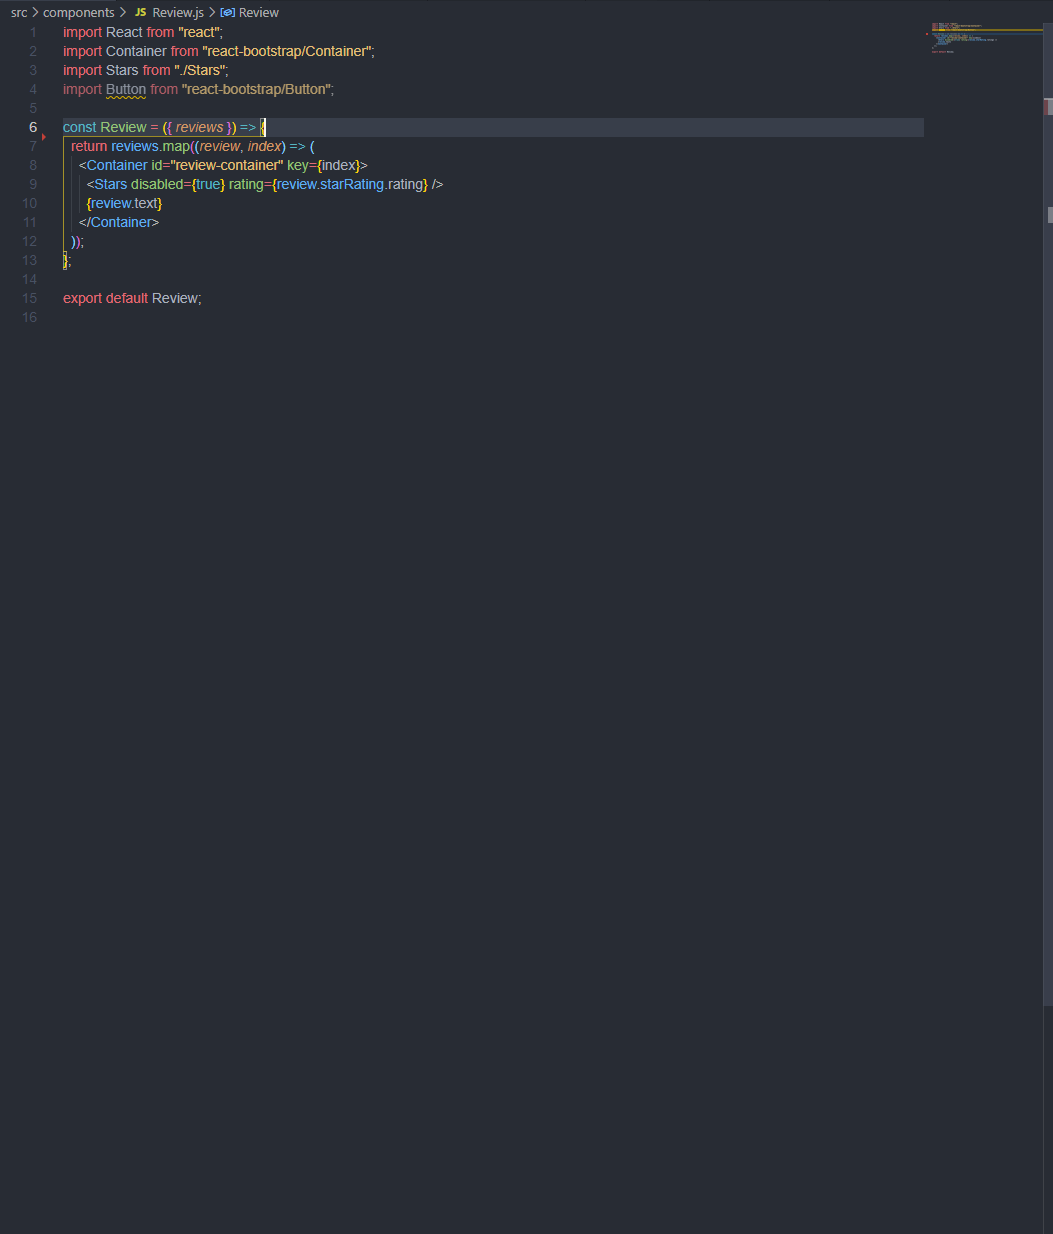 src > components > JS Review.js > Review
1 import React from "react";
2 import Container from "react-bootstrap/Container";
3 import Stars from "./Stars";
4 import Button from "react-bootstrap/Button";
5
6 const Review = ({ reviews }) => {
7 return reviews.map((review, index) => (
8 <Container id="review-container" key={index}>
9 <Stars disabled={true} rating={review.starRating.rating} />
10 {review.text}
11 </Container>
12 ));
13 };
14
15 export default Review;
16